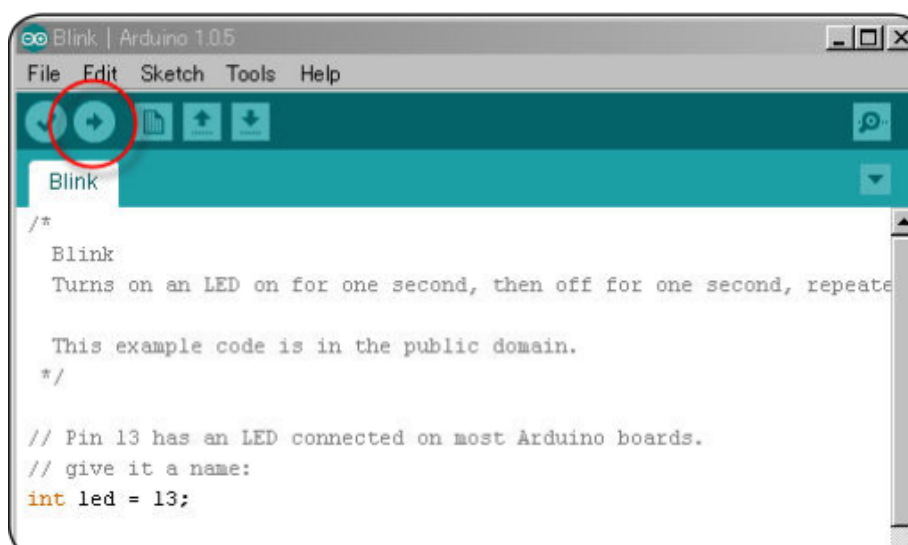 Blink | Arduino 1.0.5
File Edit Sketch Tools Help
Blink
/*
Blink
Turns on an LED on for one second, then off for one second, repeate
This example code is in the public domain.
*/
// Pin 13 has an LED connected on most Arduino boards.
// give it a name:
int led = 13;